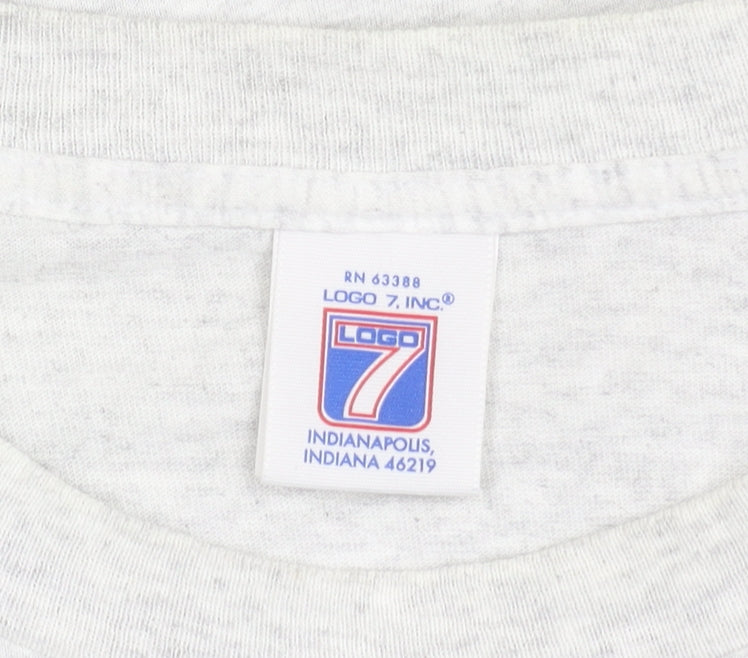 RN 63388
LOGO 7, INC.®
LOGO
7
INDIANAPOLIS,
INDIANA 46219